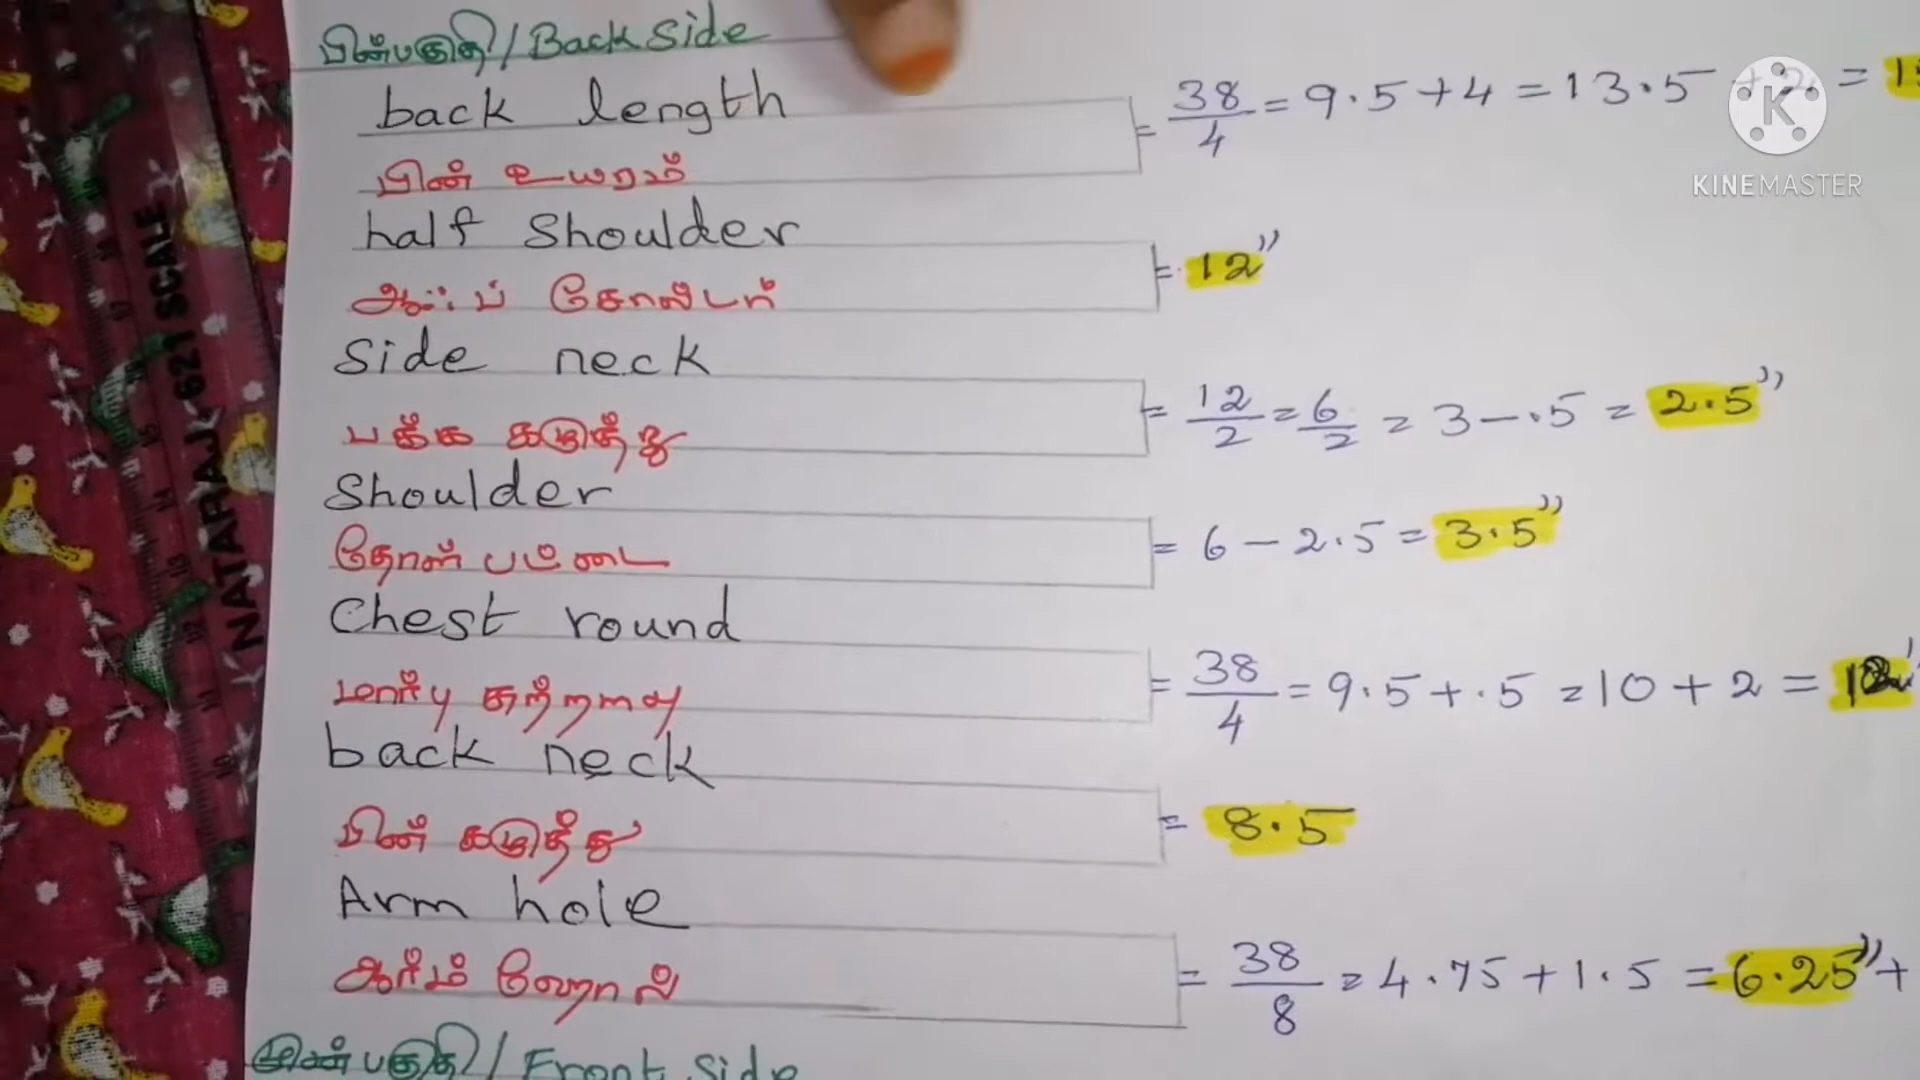 பின்பகுதி / Back Side
back length
பின் உயரம்
= 38/4 = 9.5 + 4 = 13.5 + 2 =
half shoulder
ஆஃப் சோல்டர்
= 12"
Side neck
பக்க கழுத்து
= 12/2 = 6/2 = 3 - .5 = 2.5"
Shoulder
தோள் பட்டை
= 6 - 2.5 = 3.5"
Chest round
மார்பு சுற்றளவு
= 38/4 = 9.5 + .5 = 10 + 2 = 12"
back neck
பின் கழுத்து
= 8.5
Arm hole
ஆர்ம் ஹோல்
= 38/8 = 4.75 + 1.5 = 6.25" +
முன் பகுதி / Front Side
NATARAJ 621 SCALE
KINEMASTER